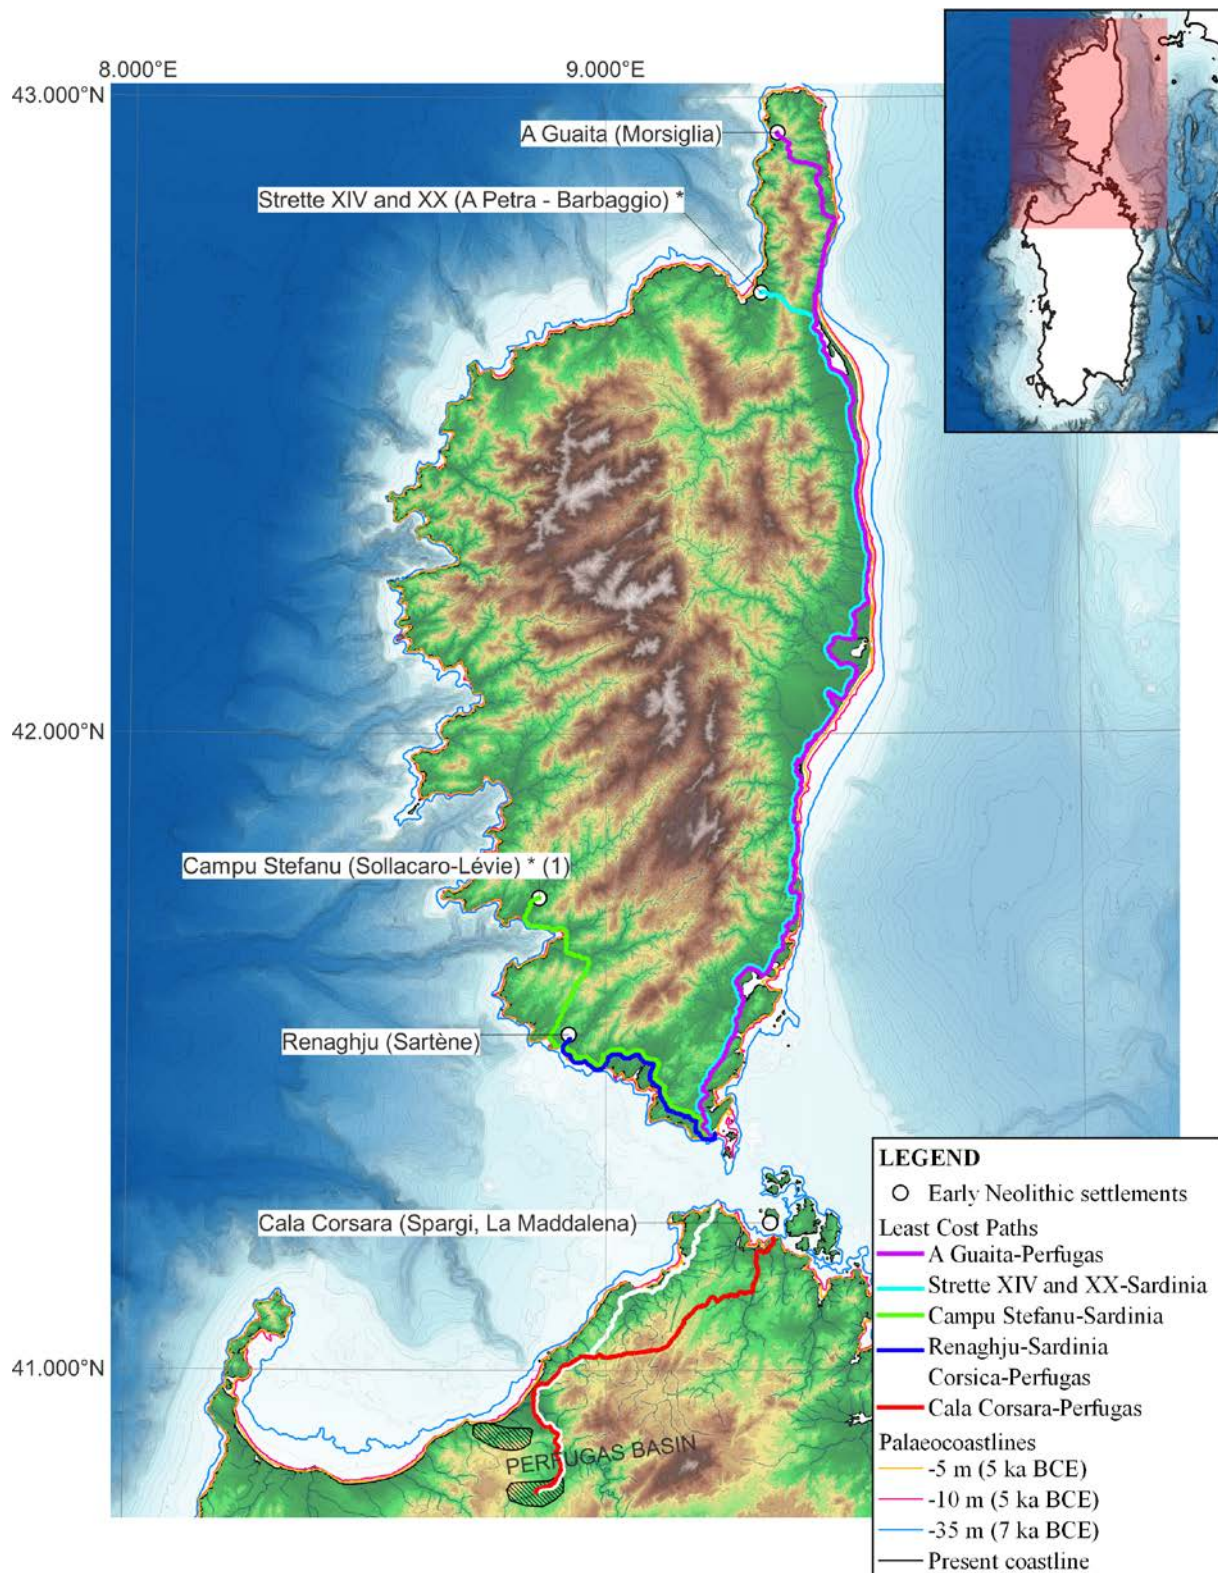 8.000°E
9.000°E
43.000°N
A Guaita (Morsiglia)
Strette XIV and XX (A Petra - Barbaggio) *
42.000°N
Campu Stefanu (Sollacaro-Lévie) * (1)
Renaghju (Sartène)
Cala Corsara (Spargi, La Maddalena)
41.000°N
PERFUGAS BASIN
LEGEND
Early Neolithic settlements
Least Cost Paths
A Guaita-Perfugas
Strette XIV and XX-Sardinia
Campu Stefanu-Sardinia
Renaghju-Sardinia
Corsica-Perfugas
Cala Corsara-Perfugas
Palaeocoastlines
-5 m (5 ka BCE)
-10 m (5 ka BCE)
-35 m (7 ka BCE)
Present coastline